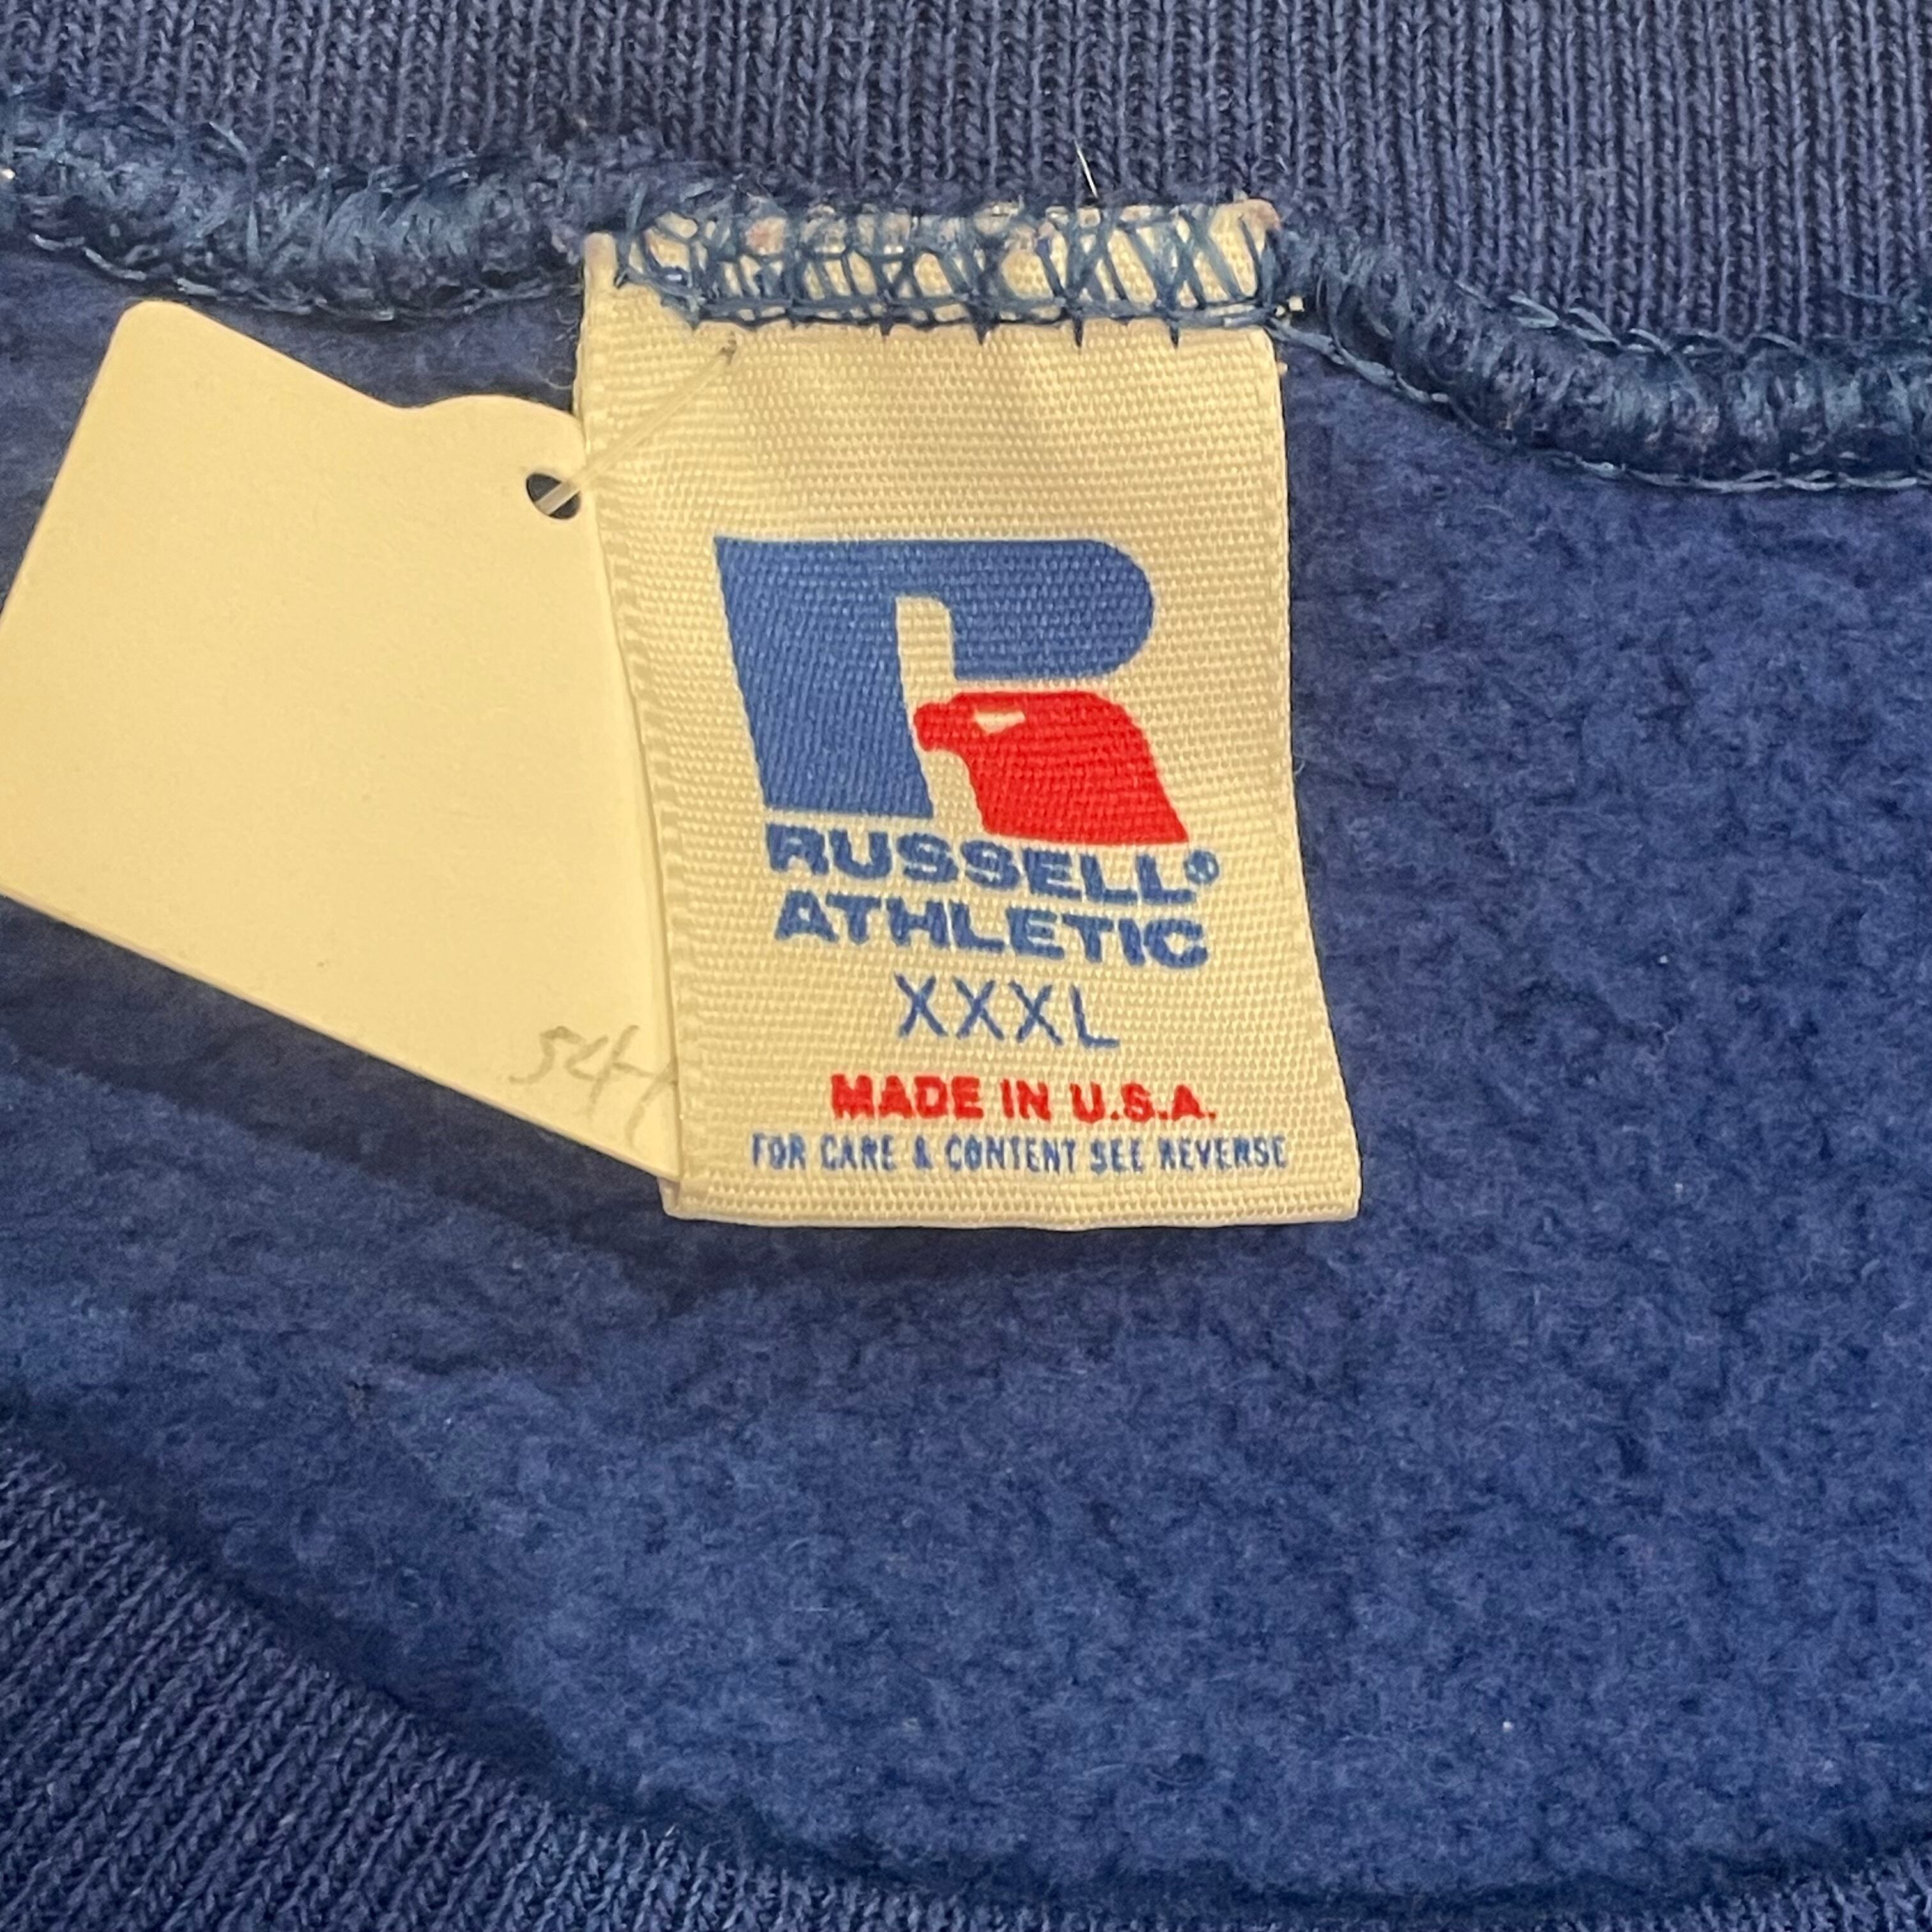 RUSSELL®
ATHLETIC
XXXL
MADE IN U.S.A.
FOR CARE & CONTENT SEE REVERSE